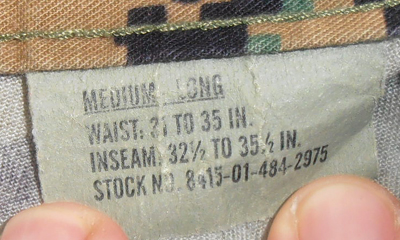 MEDIUM LONG
WAIST: 31 TO 35 IN.
INSEAM: 32½ TO 35½ IN.
STOCK NO. 8415-01-484-2975